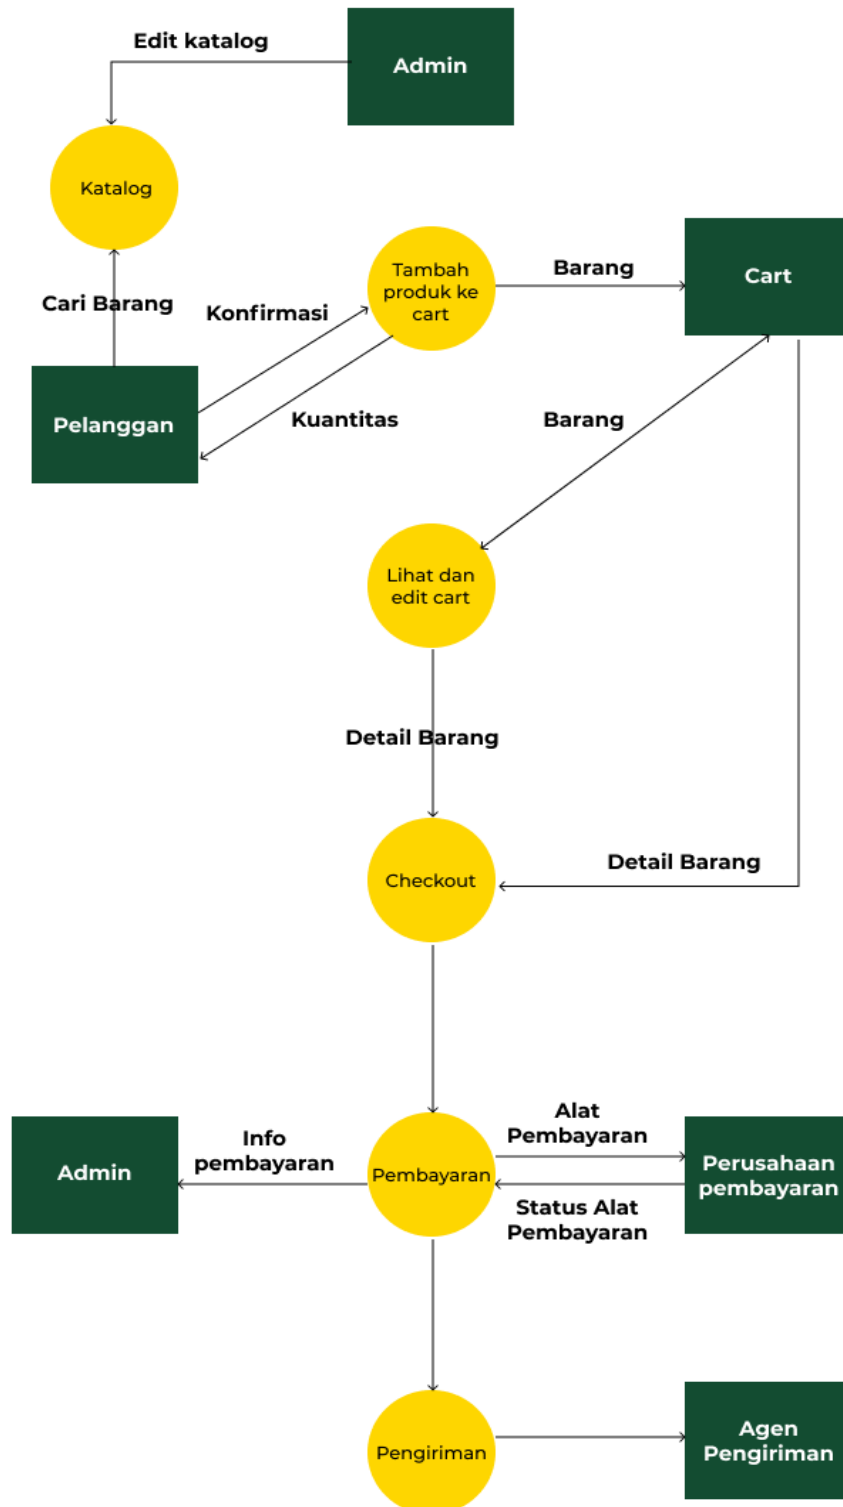 Edit katalog
Admin
Katalog
Cari Barang
Pelanggan
Konfirmasi
Kuantitas
Tambah
produk ke
cart
Barang
Cart
Barang
Lihat dan
edit cart
Detail Barang
Checkout
Detail Barang
Admin
Info
pembayaran
Pembayaran
Alat
Pembayaran
Status Alat
Pembayaran
Perusahaan
pembayaran
Pengiriman
Agen
Pengiriman